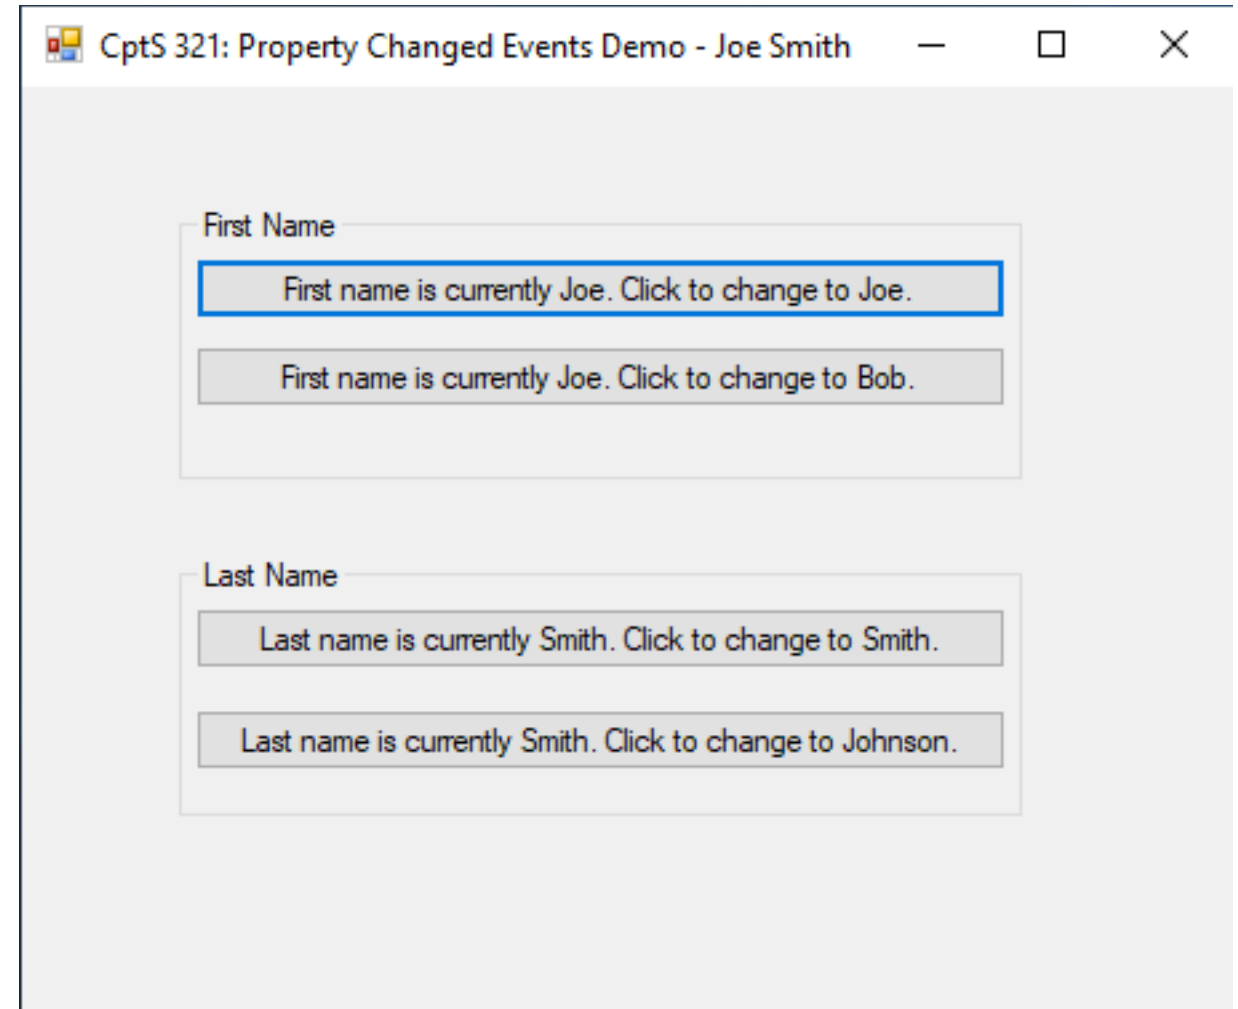 CptS 321: Property Changed Events Demo - Joe Smith
First Name
First name is currently Joe. Click to change to Joe.
First name is currently Joe. Click to change to Bob.
Last Name
Last name is currently Smith. Click to change to Smith.
Last name is currently Smith. Click to change to Johnson.